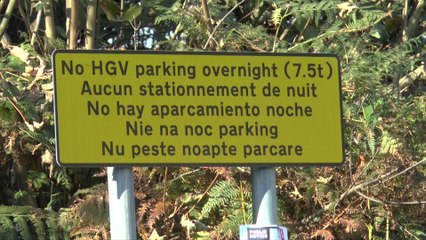 No HGV parking overnight (7.5t)
Aucun stationnement de nuit
No hay aparcamiento noche
Nie na noc parking
Nu peste noapte parcare